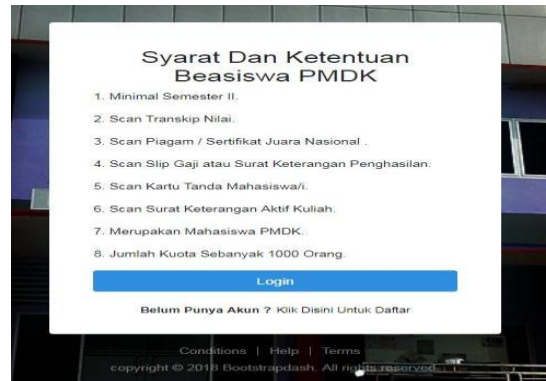 Syarat Dan Ketentuan
Beasiswa PMDK
1. Minimal Semester II.
2. Scan Transkip Nilai.
3. Scan Piagam / Sertifikat Juara Nasional .
4. Scan Slip Gaji atau Surat Keterangan Penghasilan.
5. Scan Kartu Tanda Mahasiswa/i.
6. Scan Surat Keterangan Aktif Kuliah.
7. Merupakan Mahasiswa PMDK.
8. Jumlah Kuota Sebanyak 1000 Orang.
Login
Belum Punya Akun ? Klik Disini Untuk Daftar
Conditions | Help | Terms
copyright © 2018 Bootstrapdash. All rights reserved.